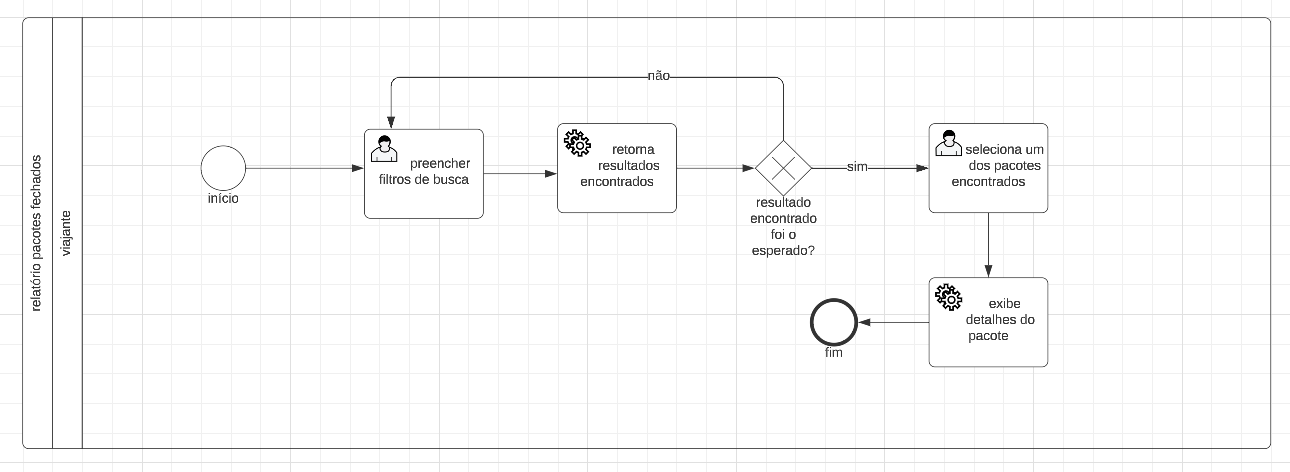 relatório pacotes fechados
viajante
início
preencher
filtros de busca
retorna
resultados
encontrados
não
resultado
encontrado
foi o
esperado?
sim
seleciona um
dos pacotes
encontrados
exibe
detalhes do
pacote
fim